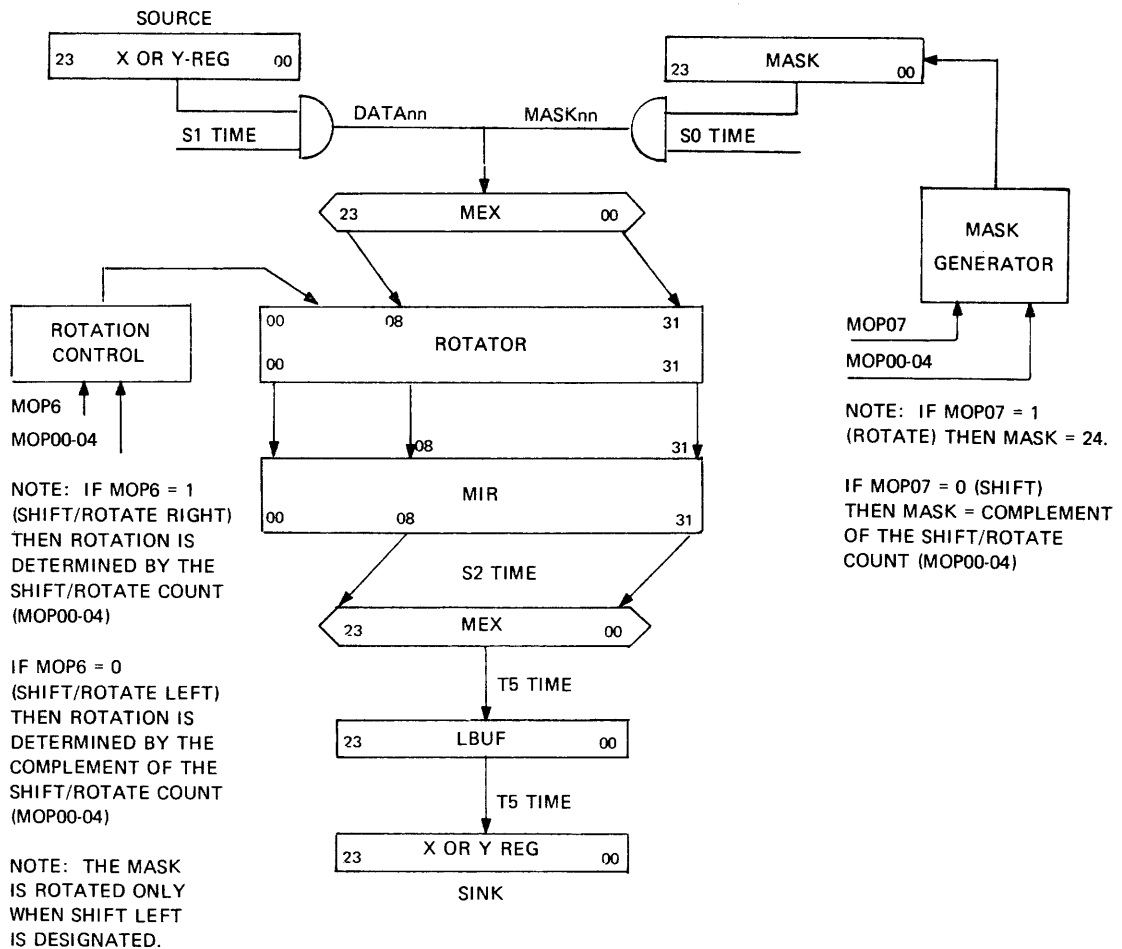 SOURCE
23 X OR Y-REG 00
23 MASK 00
DATAnn
MASKnn
S1 TIME
S0 TIME
23 MEX 00
MASK
GENERATOR
ROTATION
CONTROL
00 08 31
ROTATOR
00 31
MOP07
MOP00-04
MOP6
MOP00-04
NOTE: IF MOP07 = 1
(ROTATE) THEN MASK = 24.
IF MOP07 = 0 (SHIFT)
THEN MASK = COMPLEMENT
OF THE SHIFT/ROTATE
COUNT (MOP00-04)
08 31
MIR
00 08 31
NOTE: IF MOP6 = 1
(SHIFT/ROTATE RIGHT)
THEN ROTATION IS
DETERMINED BY THE
SHIFT/ROTATE COUNT
(MOP00-04)
IF MOP6 = 0
(SHIFT/ROTATE LEFT)
THEN ROTATION IS
DETERMINED BY THE
COMPLEMENT OF THE
SHIFT/ROTATE COUNT
(MOP00-04)
NOTE: THE MASK
IS ROTATED ONLY
WHEN SHIFT LEFT
IS DESIGNATED.
S2 TIME
23 MEX 00
T5 TIME
23 LBUF 00
T5 TIME
23 X OR Y REG 00
SINK